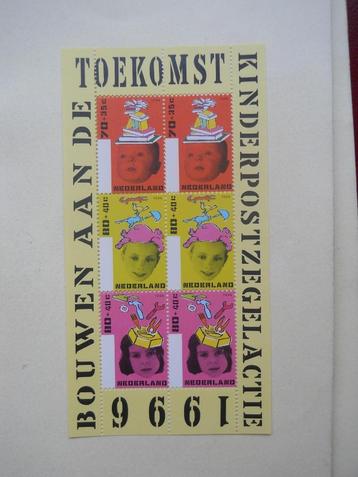 BOUWEN AAN DE
TOEKOMST
KINDERPOSTZEGELACTIE
1996
70+35c
NEDERLAND
70+35c
NEDERLAND
80+40c
NEDERLAND
80+40c
NEDERLAND
80+40c
NEDERLAND
80+40c
NEDERLAND